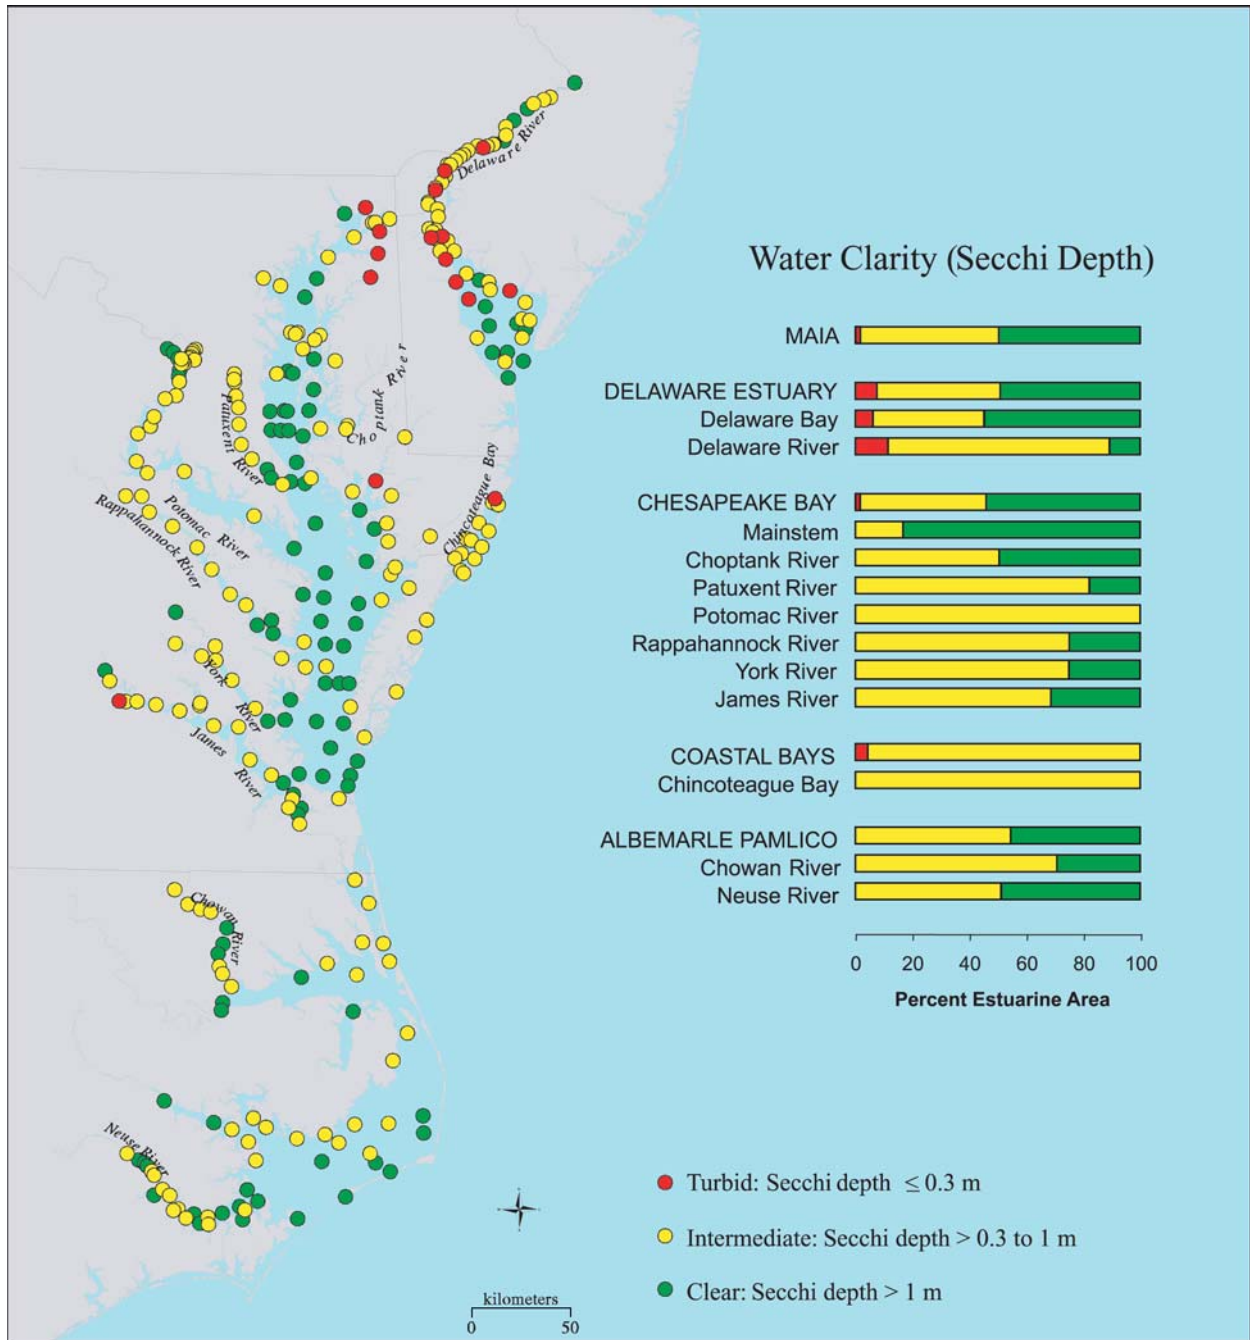 Delaware River
Water Clarity (Secchi Depth)
MAIA
DELAWARE ESTUARY
Delaware Bay
Delaware River
CHESAPEAKE BAY
Mainstem
Choptank River
Patuxent River
Potomac River
Rappahannock River
York River
James River
COASTAL BAYS
Chincoteague Bay
ALBEMARLE PAMLICO
Chowan River
Neuse River
0 20 40 60 80 100
Percent Estuarine Area
Choptank River
Patuxent River
Chincoteague Bay
Potomac River
Rappahannock River
York River
James River
Chowan River
Neuse River
Turbid: Secchi depth ≤ 0.3 m
Intermediate: Secchi depth > 0.3 to 1 m
Clear: Secchi depth > 1 m
kilometers
0 50